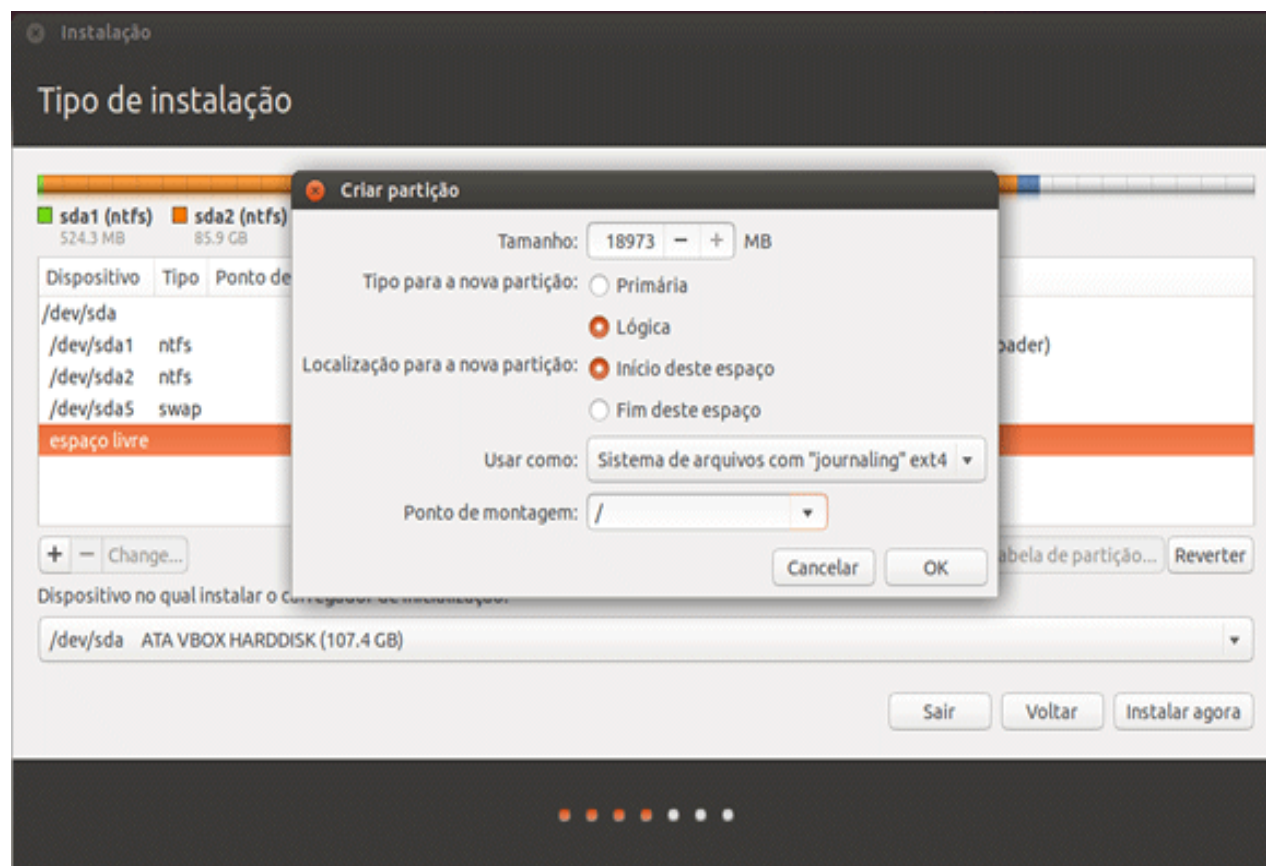 Instalação
Tipo de instalação
sda1 (ntfs) sda2 (ntfs)
524.3 MB 85.9 GB
Criar partição
Tamanho: 18973 − + MB
Tipo para a nova partição: Primária
Lógica
Localização para a nova partição: Início deste espaço
Fim deste espaço
Usar como: Sistema de arquivos com "journaling" ext4
Ponto de montagem: /
Cancelar OK
Dispositivo Tipo Ponto de
/dev/sda
/dev/sda1 ntfs
/dev/sda2 ntfs
/dev/sda5 swap
espaço livre
+ − Change... partição... Reverter
Dispositivo no qual instalar o
/dev/sda ATA VBOX HARDDISK (107.4 GB)
Sair Voltar Instalar agora